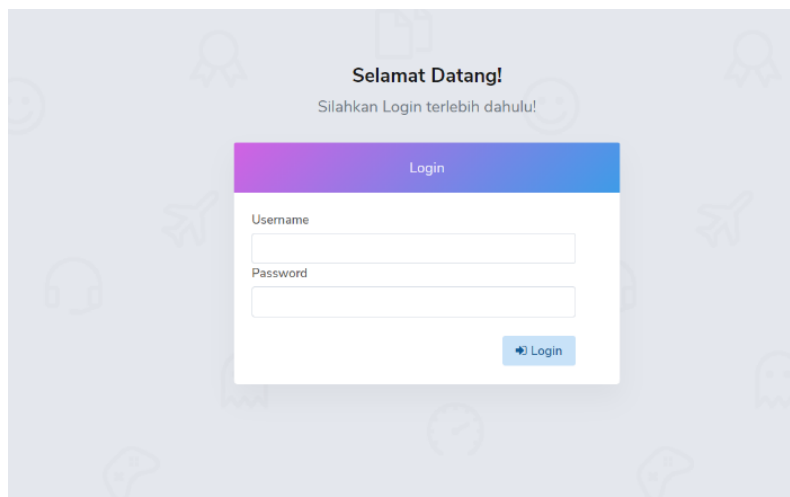 Selamat Datang!
Silahkan Login terlebih dahulu!
Login
Username
Password
Login